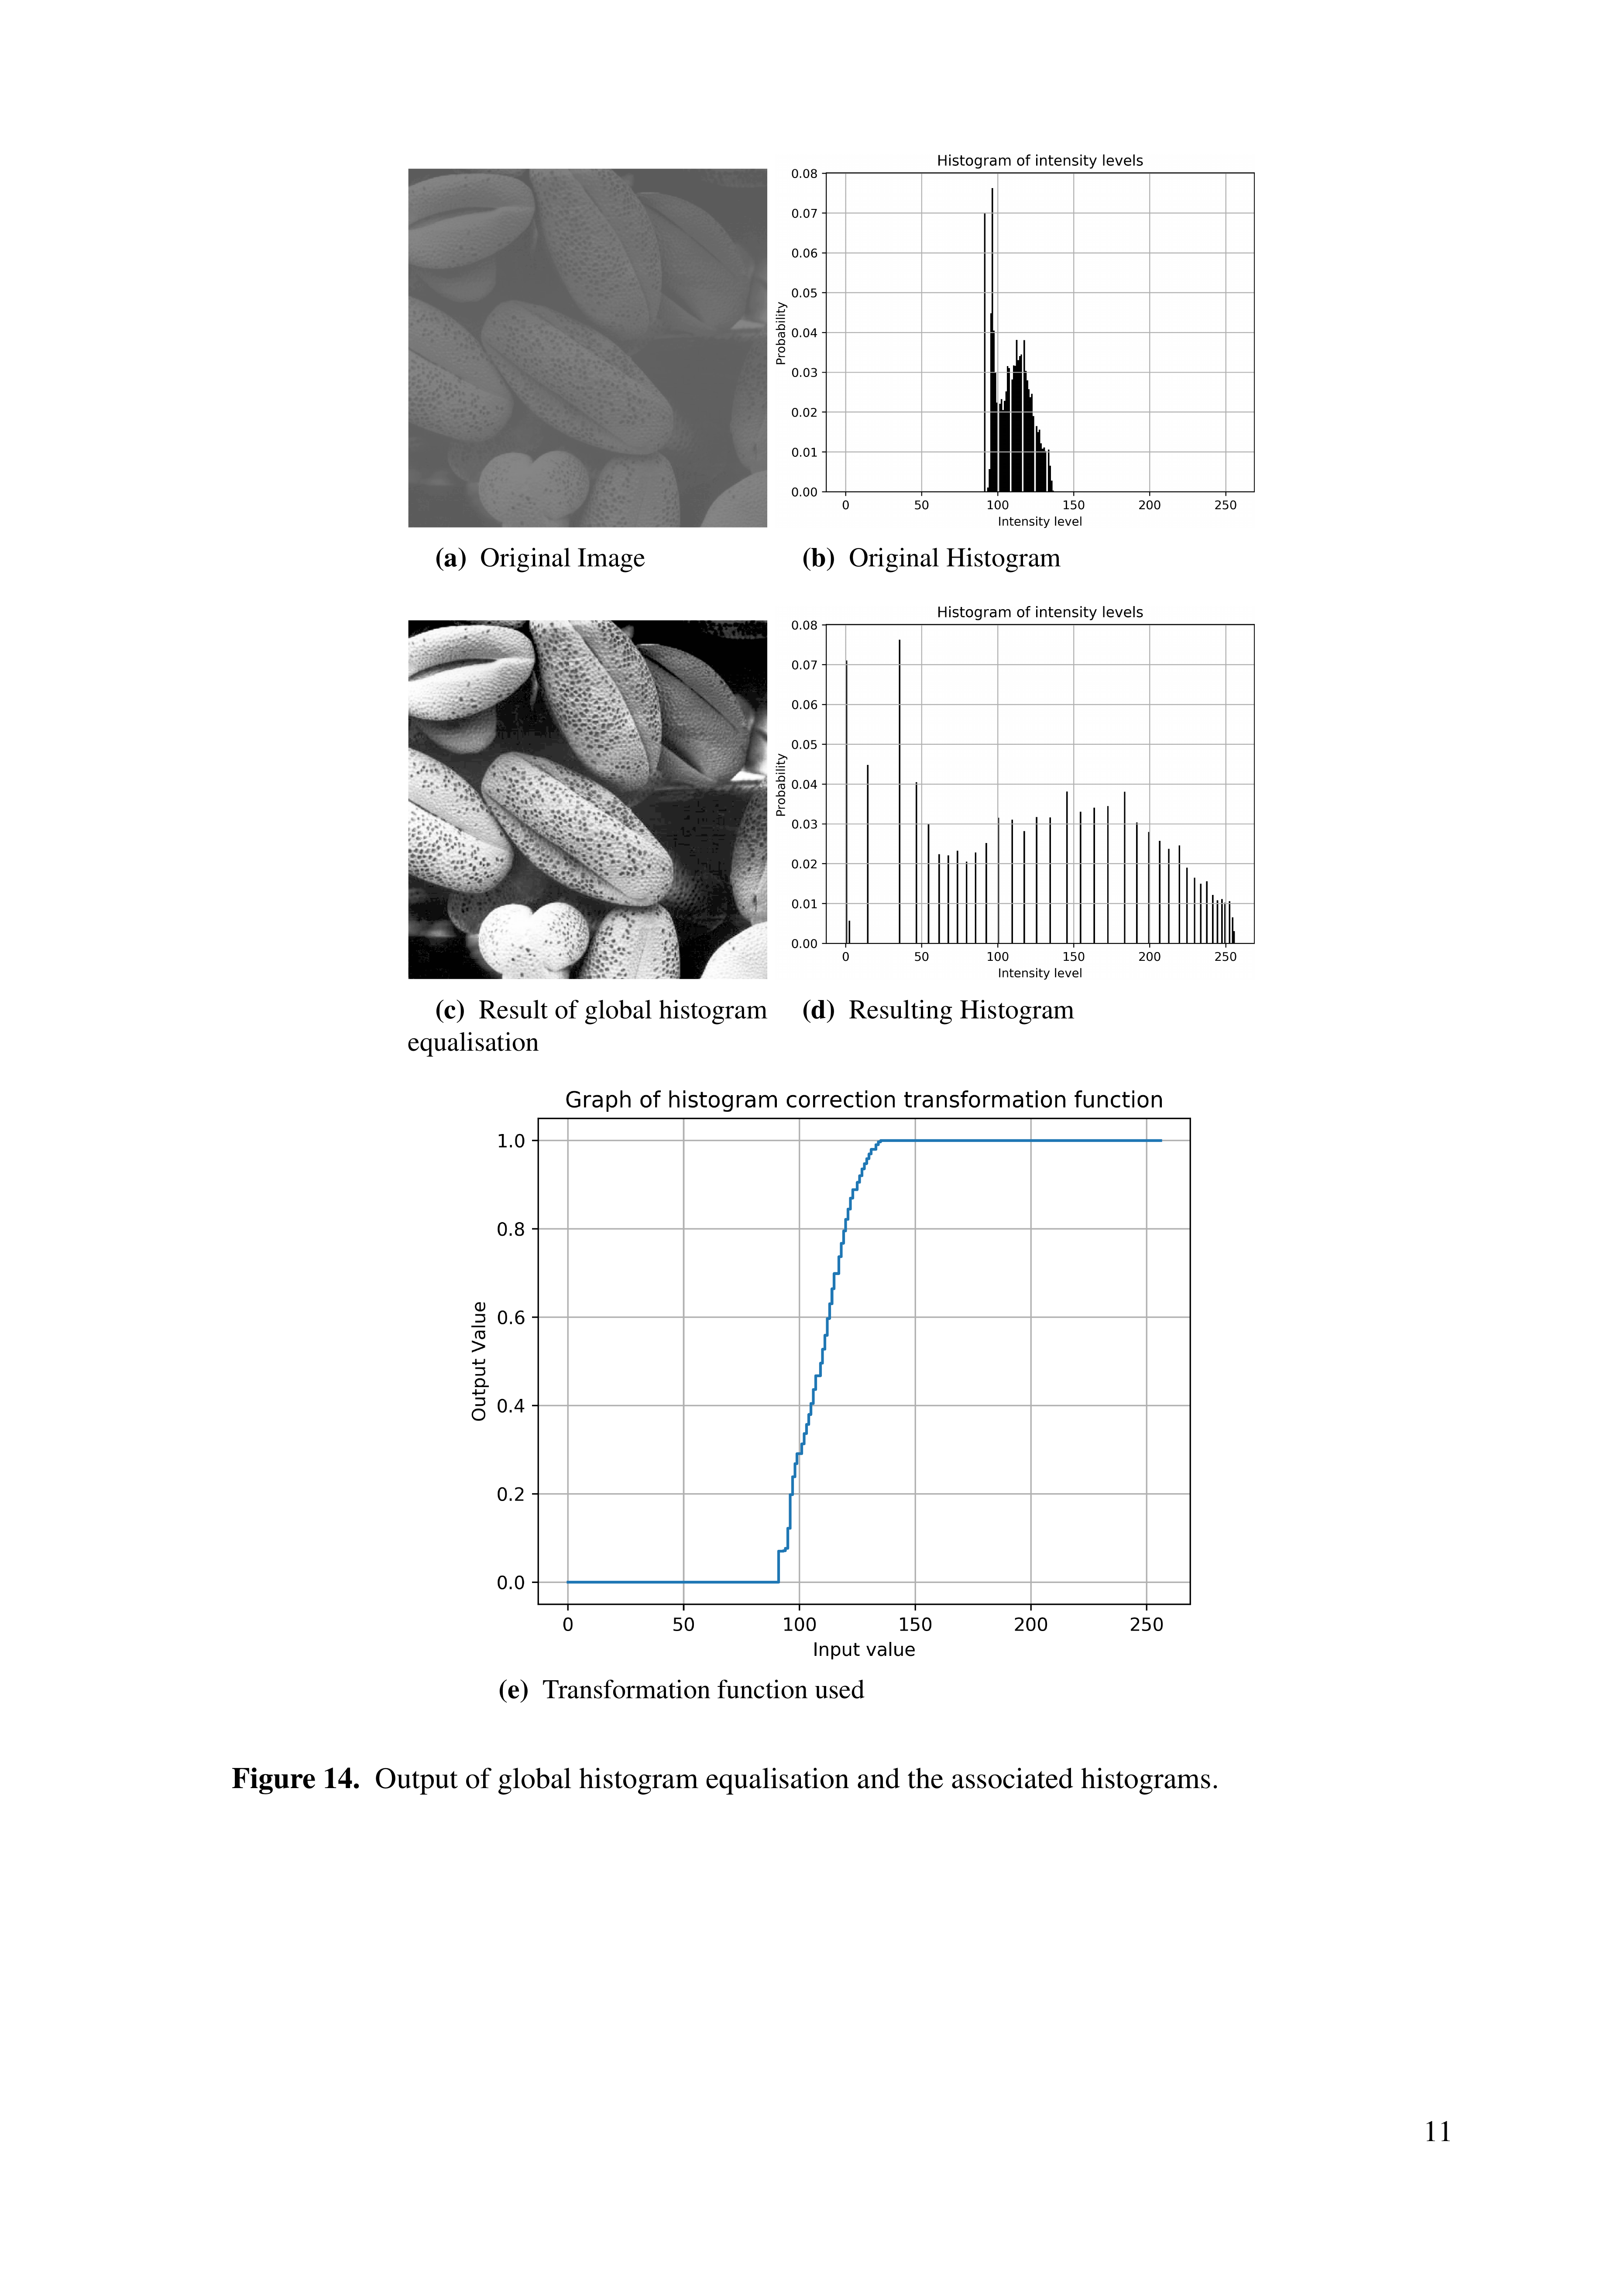 Histogram of intensity levels
0.08
0.07
0.06
0.05
0.04
0.03
0.02
0.01
0.00
Probability
0 50 100 150 200 250
Intensity level
(a) Original Image
(b) Original Histogram
Histogram of intensity levels
0.08
0.07
0.06
0.05
0.04
0.03
0.02
0.01
0.00
Probability
0 50 100 150 200 250
Intensity level
(c) Result of global histogram
equalisation
(d) Resulting Histogram
Graph of histogram correction transformation function
1.0
0.8
0.6
0.4
0.2
0.0
Output Value
0 50 100 150 200 250
Input value
(e) Transformation function used
Figure 14. Output of global histogram equalisation and the associated histograms.
11